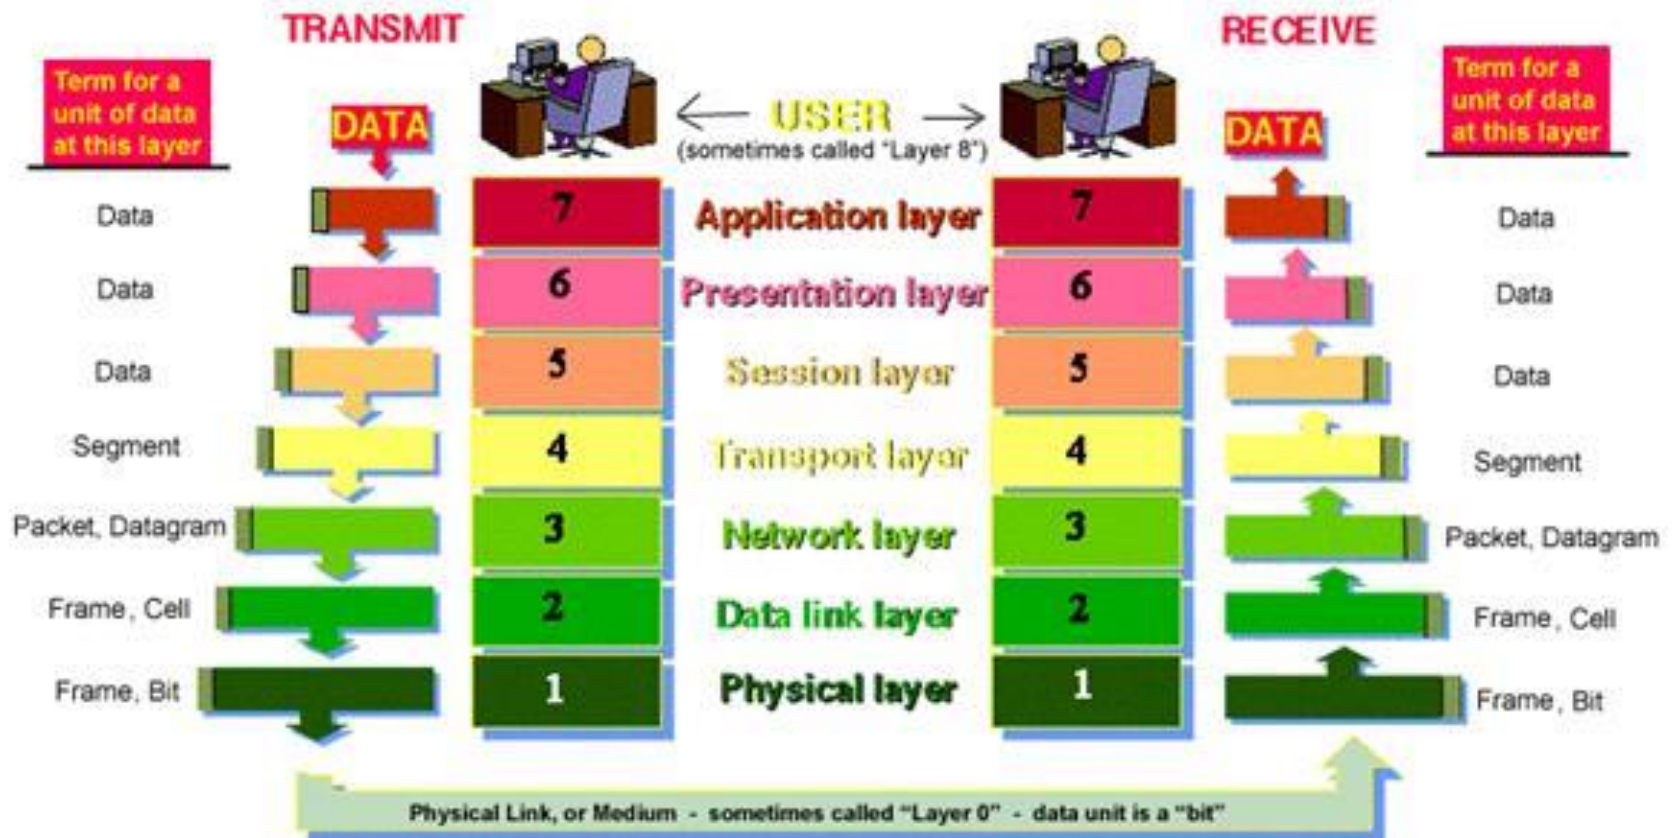 TRANSMIT
RECEIVE
Term for a
unit of data
at this layer
DATA
USER
(sometimes called "Layer 8")
DATA
Term for a
unit of data
at this layer
Data
7
Application layer
7
Data
Data
6
Presentation layer
6
Data
Data
5
Session layer
5
Data
Segment
4
Transport layer
4
Segment
Packet, Datagram
3
Network layer
3
Packet, Datagram
Frame, Cell
2
Data link layer
2
Frame, Cell
Frame, Bit
1
Physical layer
1
Frame, Bit
Physical Link, or Medium - sometimes called "Layer 0" - data unit is a "bit"